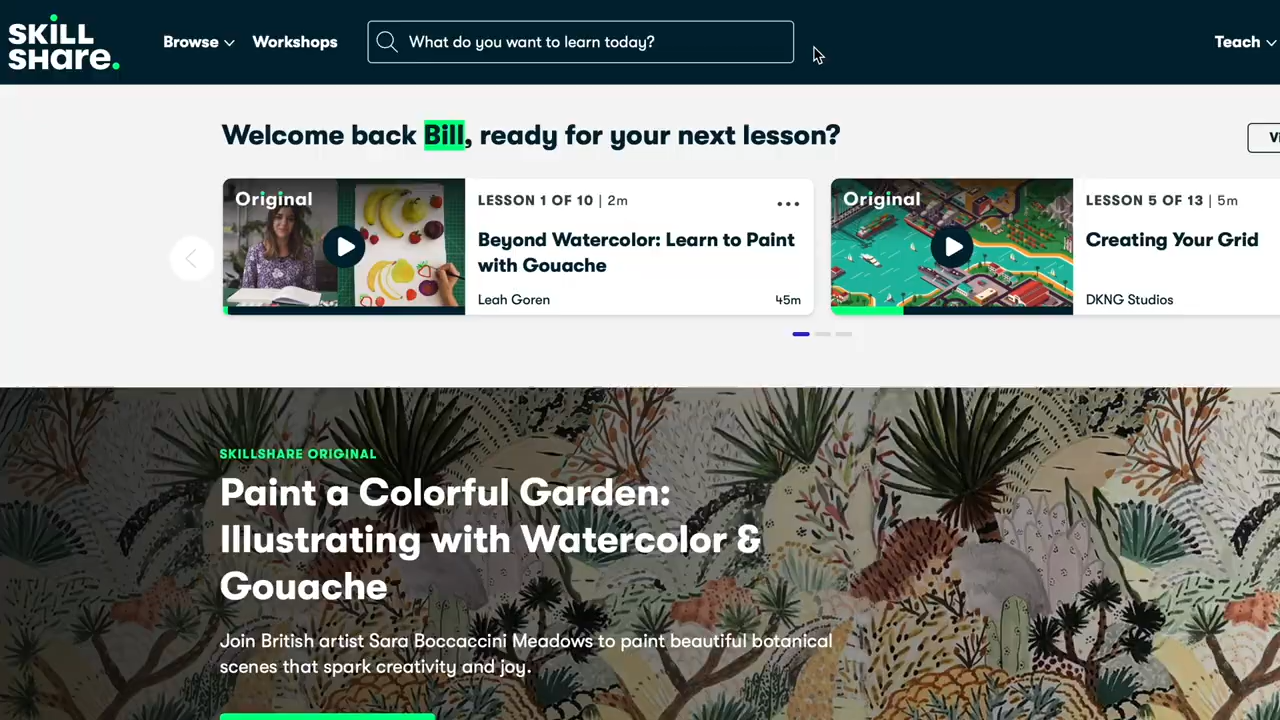 SKiLL
SHare.
Browse
Workshops
What do you want to learn today?
Teach
Welcome back Bill, ready for your next lesson?
Original
LESSON 1 OF 10 | 2m
Beyond Watercolor: Learn to Paint
with Gouache
Leah Goren
45m
Original
LESSON 5 OF 13 | 5m
Creating Your Grid
DKNG Studios
SKILLSHARE ORIGINAL
Paint a Colorful Garden:
Illustrating with Watercolor &
Gouache
Join British artist Sara Boccaccini Meadows to paint beautiful botanical
scenes that spark creativity and joy.